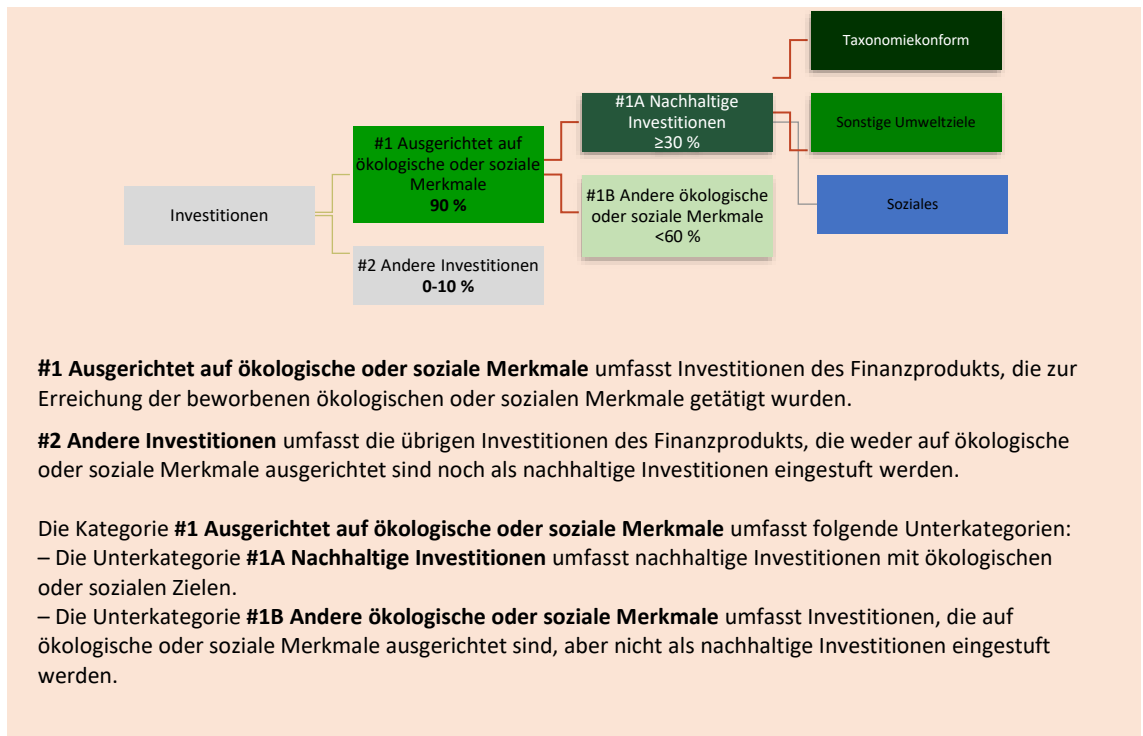 Taxonomiekonform
#1A Nachhaltige
Investitionen
≥30 %
Sonstige Umweltziele
#1 Ausgerichtet auf
ökologische oder soziale
Merkmale
90 %
#1B Andere ökologische
oder soziale Merkmale
<60 %
Soziales
Investitionen
#2 Andere Investitionen
0-10 %
#1 Ausgerichtet auf ökologische oder soziale Merkmale umfasst Investitionen des Finanzprodukts, die zur
Erreichung der beworbenen ökologischen oder sozialen Merkmale getätigt wurden.
#2 Andere Investitionen umfasst die übrigen Investitionen des Finanzprodukts, die weder auf ökologische
oder soziale Merkmale ausgerichtet sind noch als nachhaltige Investitionen eingestuft werden.
Die Kategorie #1 Ausgerichtet auf ökologische oder soziale Merkmale umfasst folgende Unterkategorien:
– Die Unterkategorie #1A Nachhaltige Investitionen umfasst nachhaltige Investitionen mit ökologischen
oder sozialen Zielen.
– Die Unterkategorie #1B Andere ökologische oder soziale Merkmale umfasst Investitionen, die auf
ökologische oder soziale Merkmale ausgerichtet sind, aber nicht als nachhaltige Investitionen eingestuft
werden.